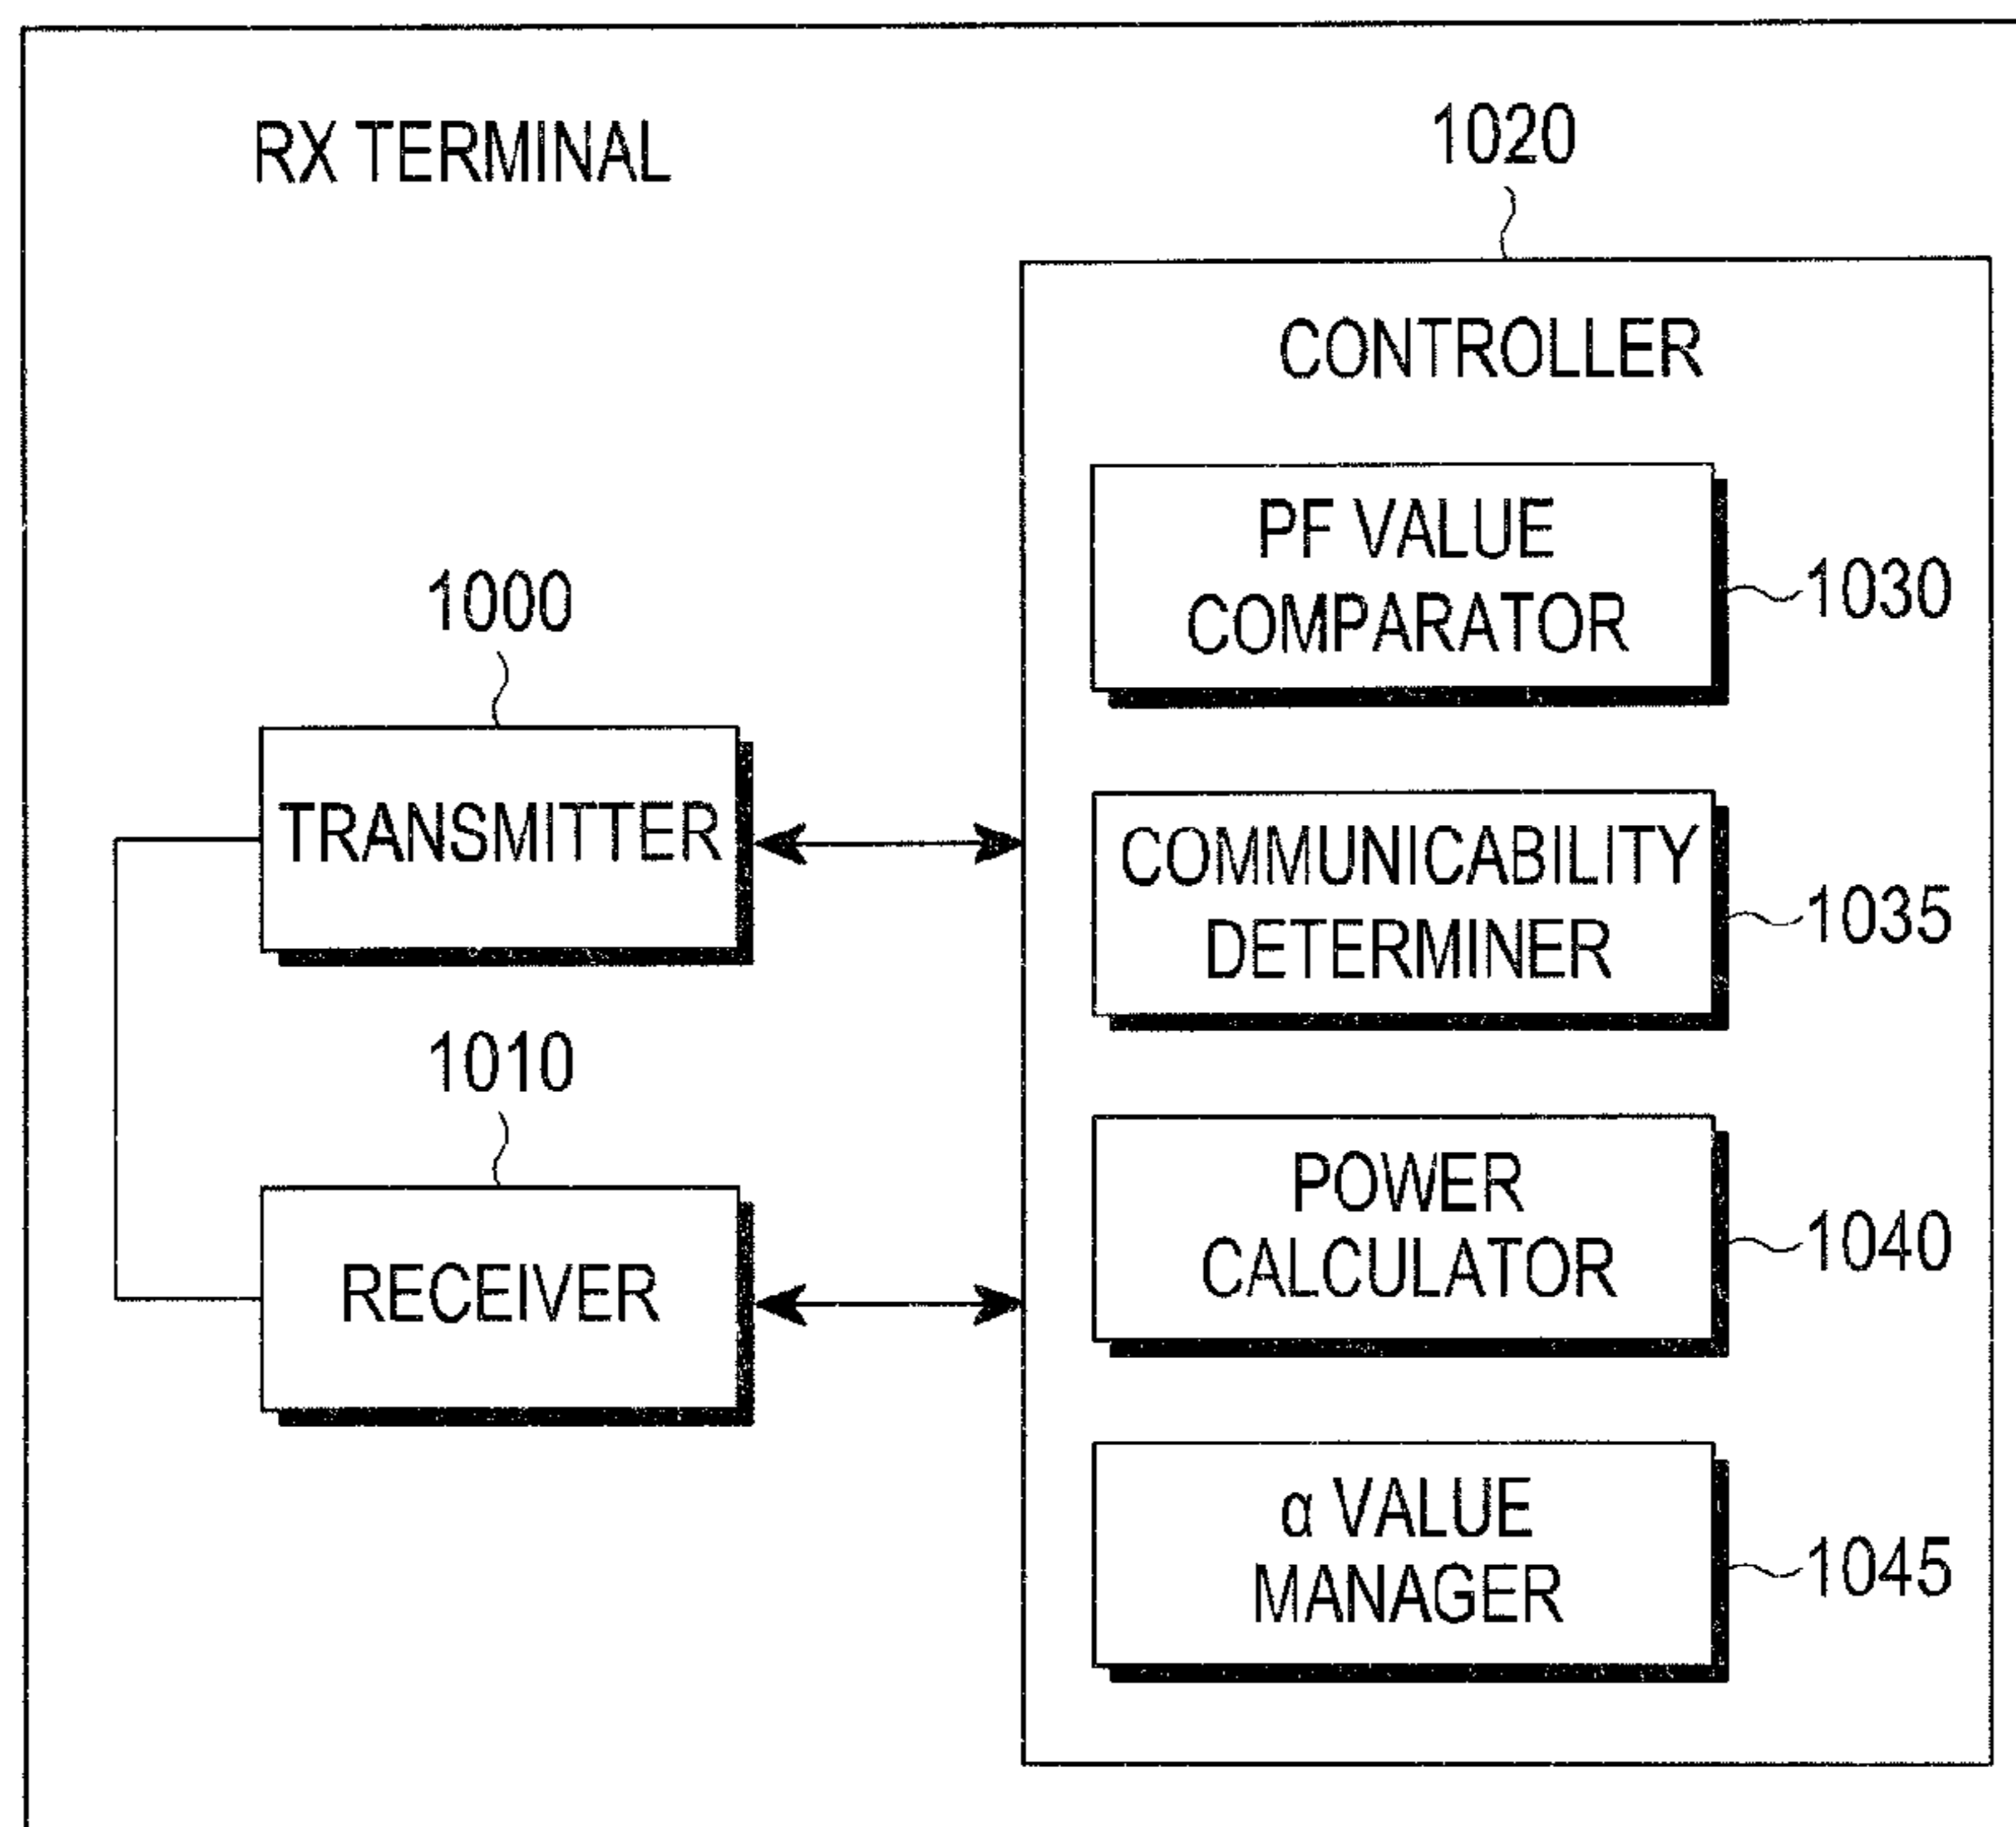 RX TERMINAL
1020
CONTROLLER
PF VALUE
COMPARATOR
1030
1000
TRANSMITTER
COMMUNICABILITY
DETERMINER
1035
1010
RECEIVER
POWER
CALCULATOR
1040
α VALUE
MANAGER
1045